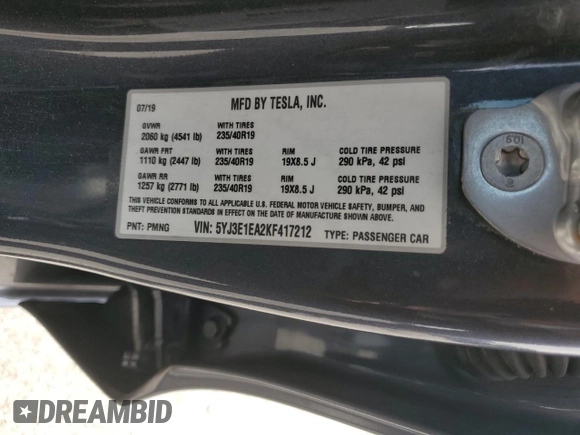 07/19 MFD BY TESLA, INC.
GVWR WITH TIRES
2060 kg (4541 lb) 235/40R19
GAWR FRT WITH TIRES RIM COLD TIRE PRESSURE
1110 kg (2447 lb) 235/40R19 19X8.5 J 290 kPa, 42 psi
GAWR RR WITH TIRES RIM COLD TIRE PRESSURE
1257 kg (2771 lb) 235/40R19 19X8.5 J 290 kPa, 42 psi
THIS VEHICLE CONFORMS TO ALL APPLICABLE U.S. FEDERAL MOTOR VEHICLE SAFETY, BUMPER, AND
THEFT PREVENTION STANDARDS IN EFFECT ON THE DATE OF MANUFACTURE SHOWN ABOVE.
PNT: PMNG VIN: 5YJ3E1EA2KF417212 TYPE: PASSENGER CAR
DREAMBID